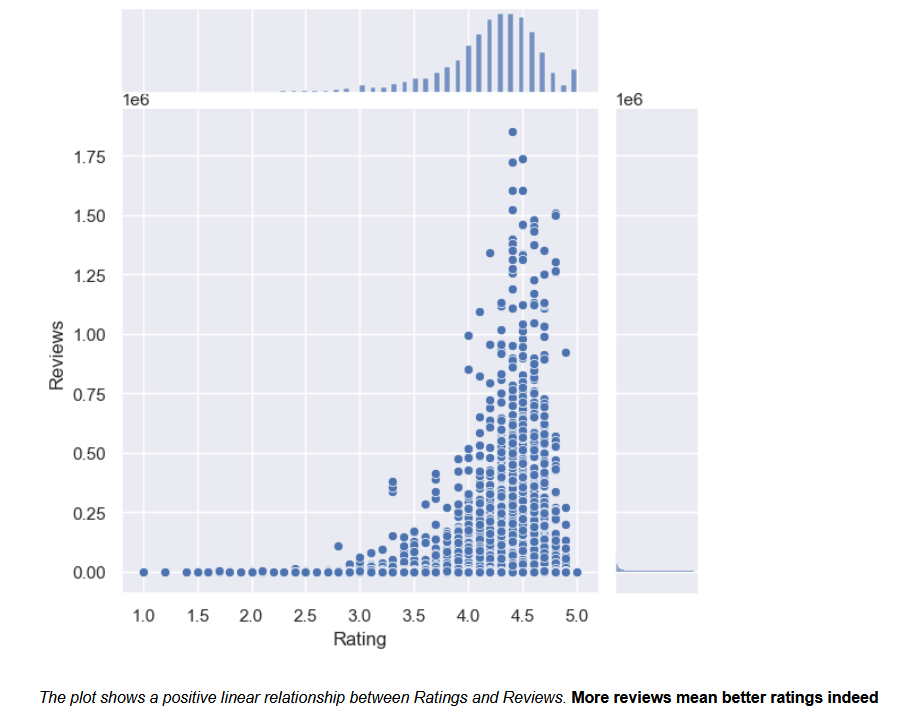 1e6 1e6
1.75
1.50
1.25
1.00
Reviews
0.75
0.50
0.25
0.00
1.0 1.5 2.0 2.5 3.0 3.5 4.0 4.5 5.0
Rating
The plot shows a positive linear relationship between Ratings and Reviews. More reviews mean better ratings indeed